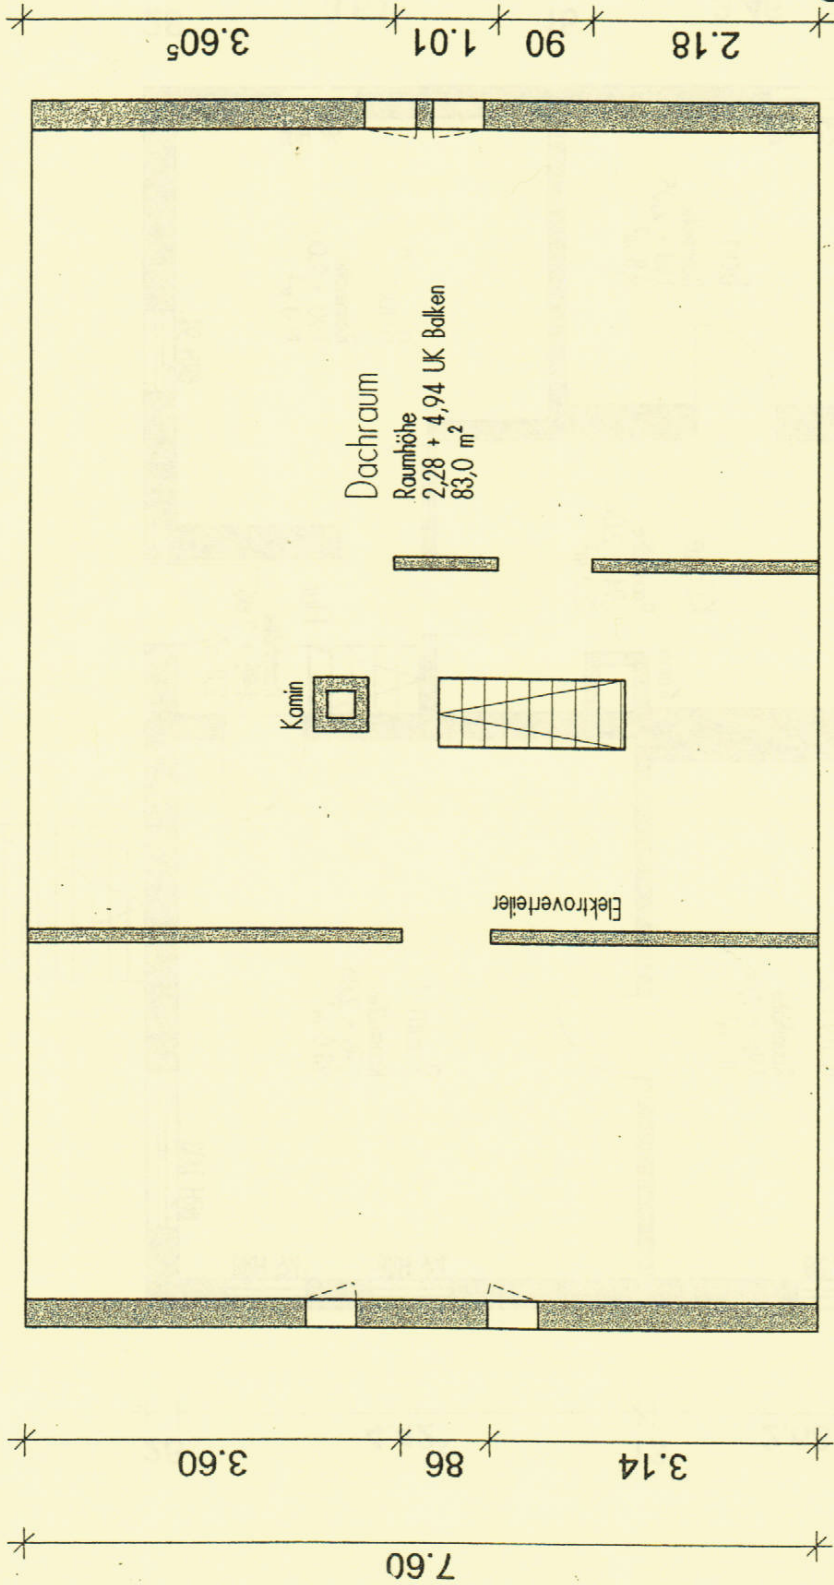 3.60⁵
1.01
90
2.18
Dachraum
Raumhöhe
2,28 + 4,94 UK Balken
83,0 m²
Kamin
Elektroverteiler
3.60
86
3.14
7.60